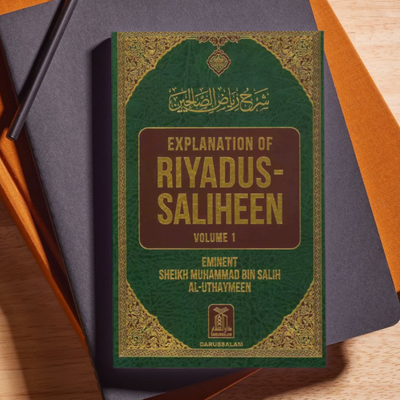 شرح رياض الصالحين
EXPLANATION OF
RIYADUS-
SALIHEEN
VOLUME 1
EMINENT
SHEIKH MUHAMMAD BIN SALIH
AL-UTHAYMEEN
DARUSSALAM